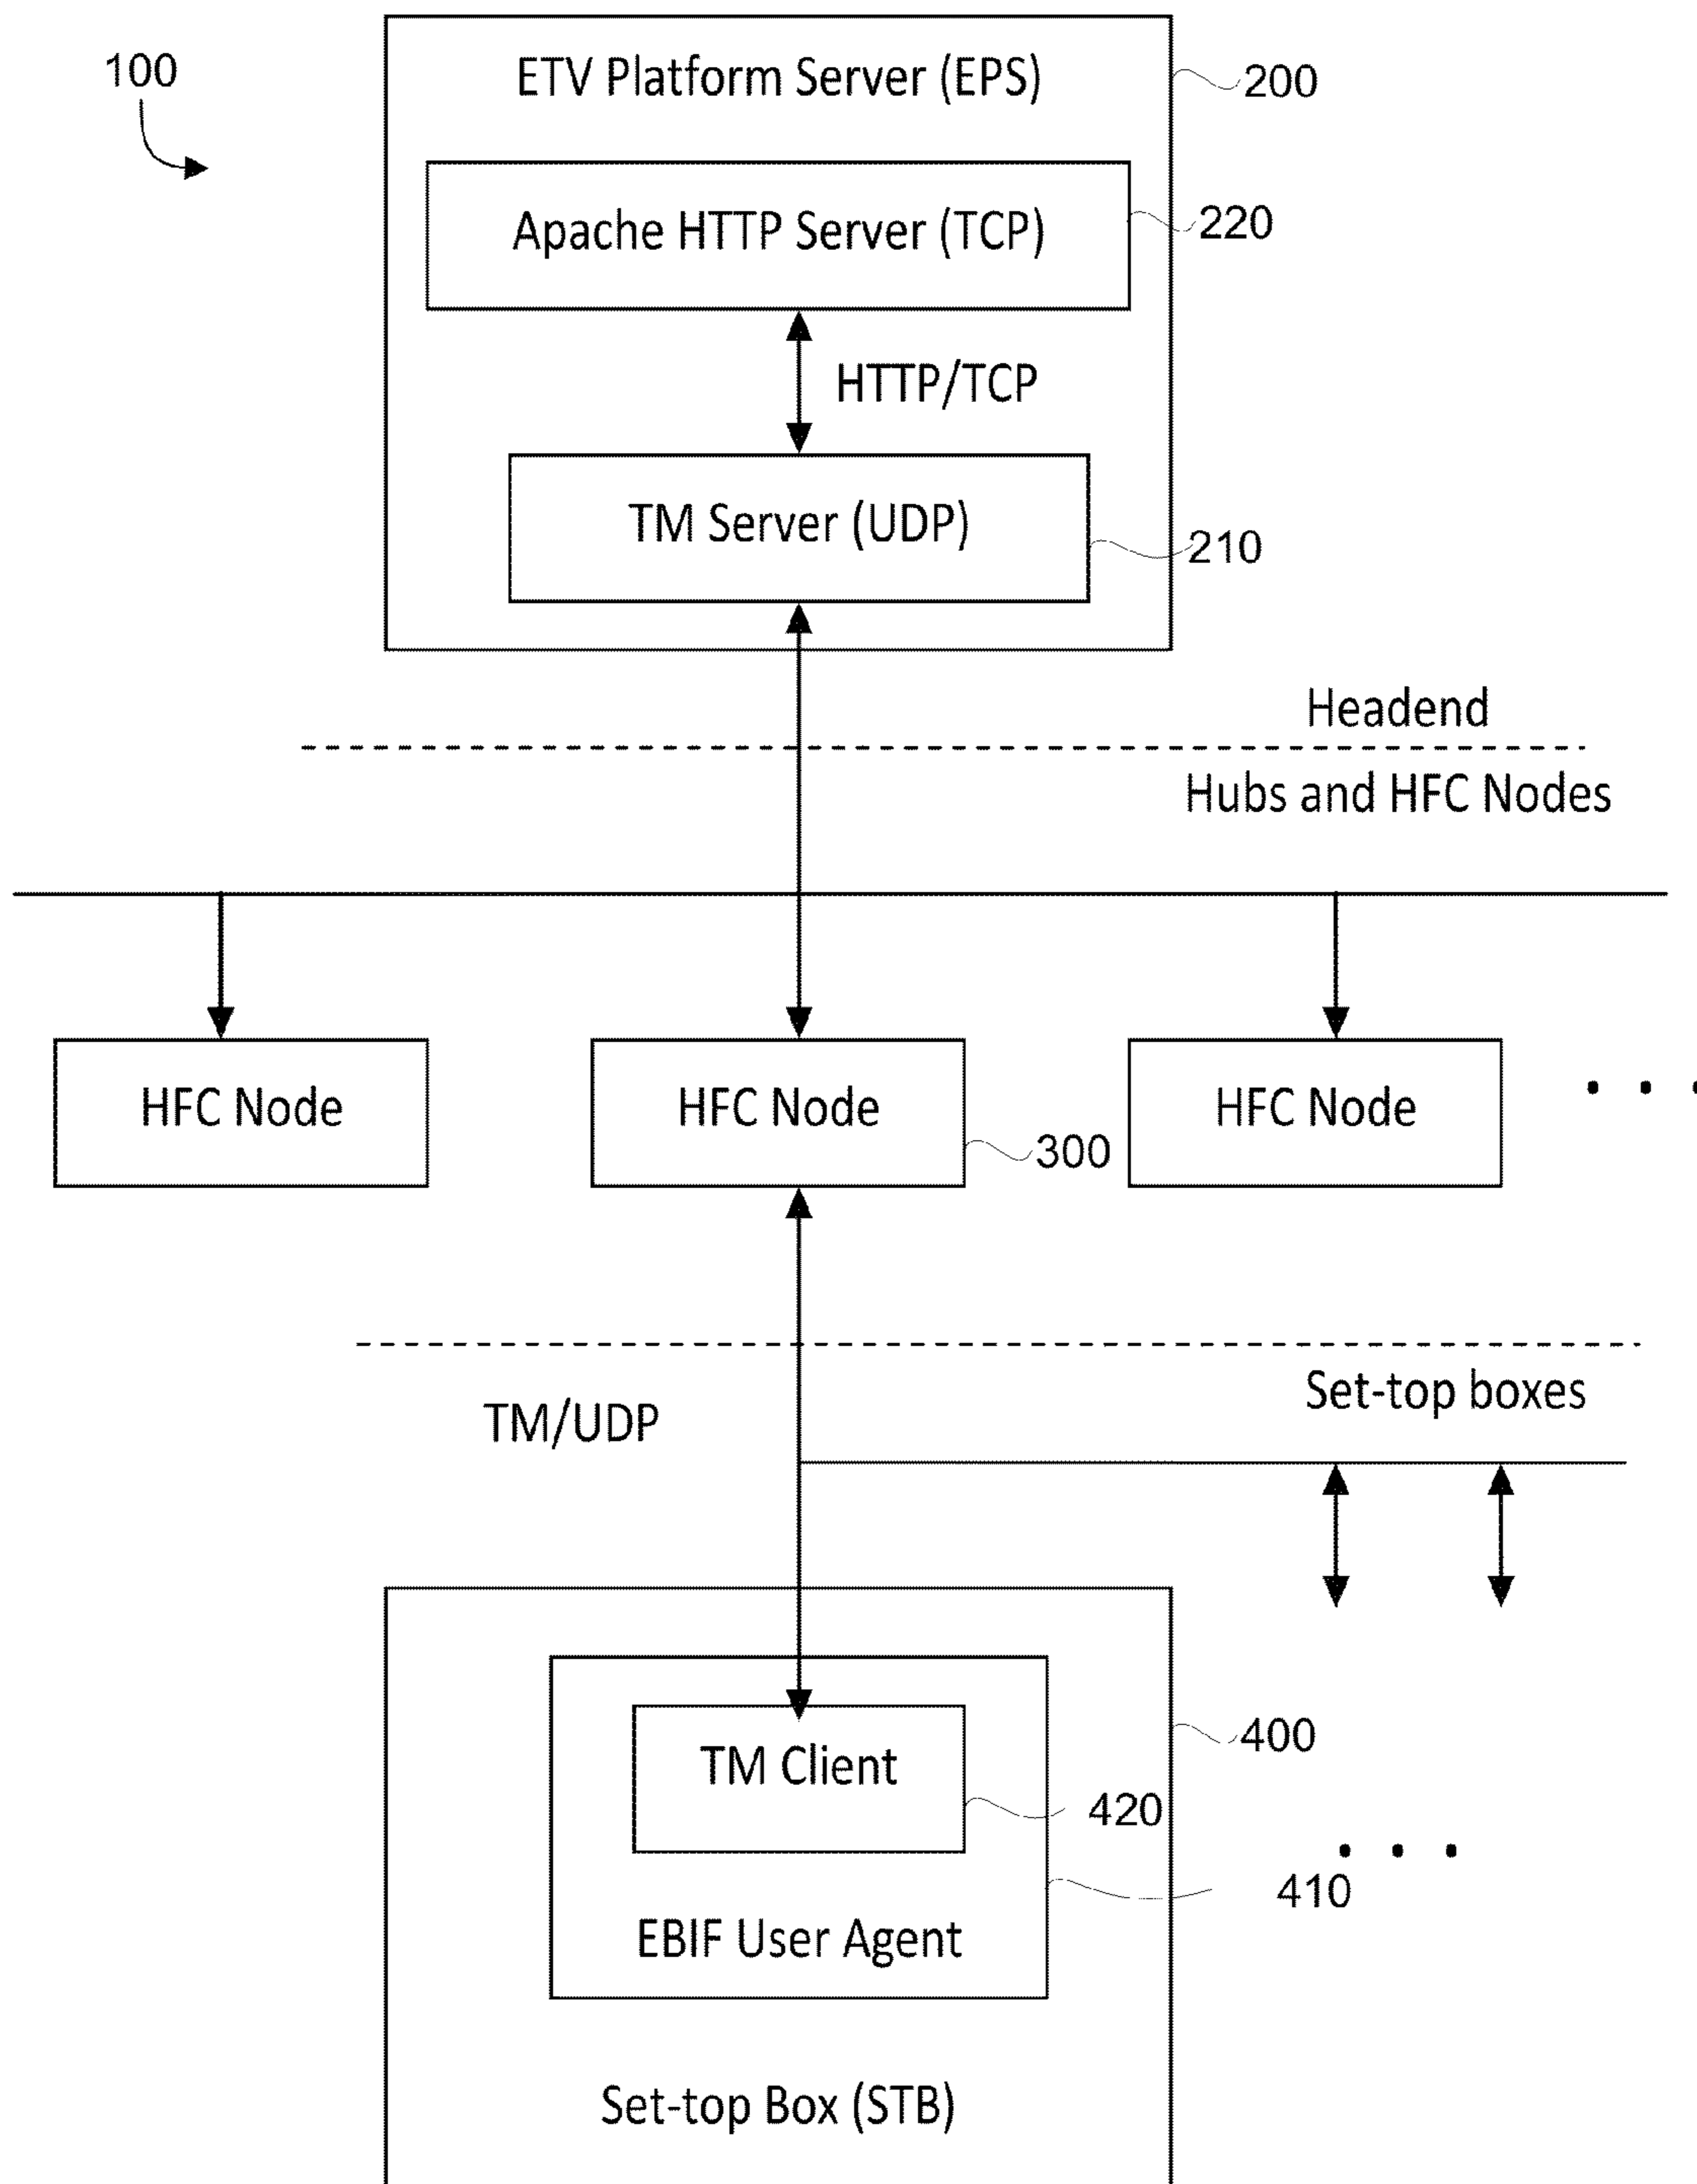 100
ETV Platform Server (EPS)
200
Apache HTTP Server (TCP)
220
HTTP/TCP
TM Server (UDP)
210
Headend
Hubs and HFC Nodes
HFC Node
HFC Node
HFC Node
300
Set-top boxes
TM/UDP
TM Client
400
420
410
EBIF User Agent
Set-top Box (STB)